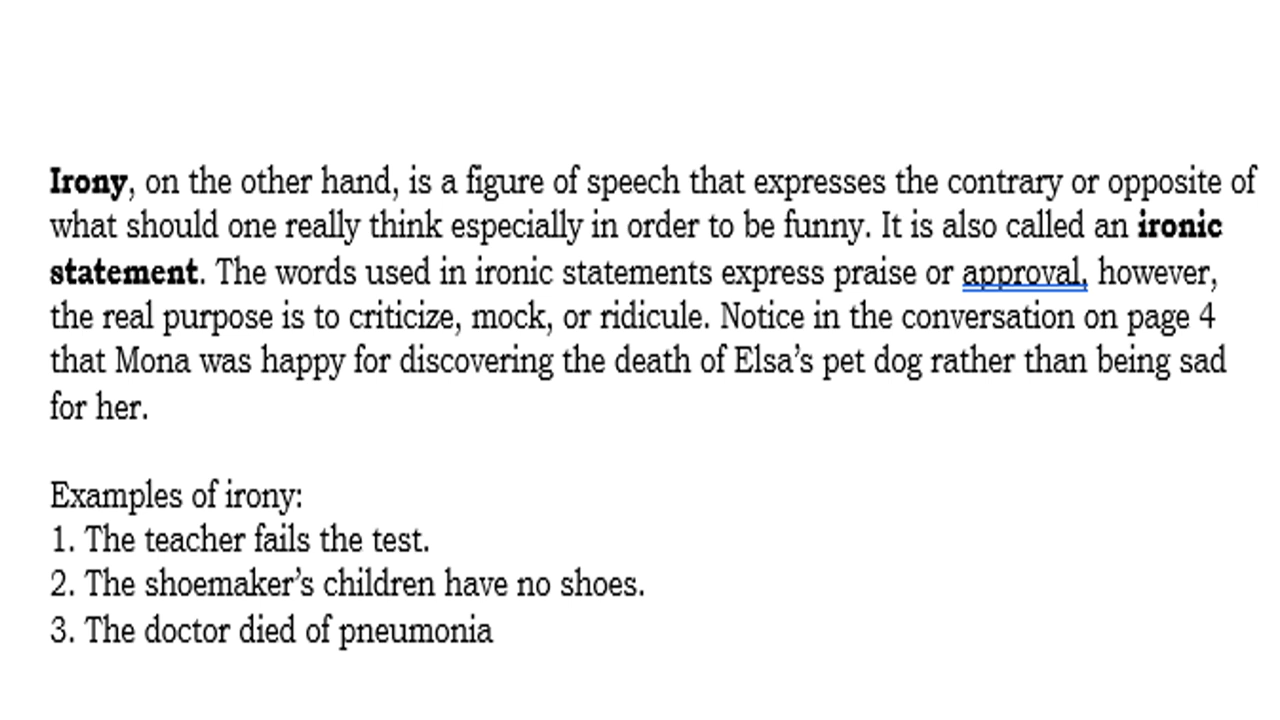 Irony, on the other hand, is a figure of speech that expresses the contrary or opposite of
what should one really think especially in order to be funny. It is also called an ironic
statement. The words used in ironic statements express praise or approval, however,
the real purpose is to criticize, mock, or ridicule. Notice in the conversation on page 4
that Mona was happy for discovering the death of Elsa’s pet dog rather than being sad
for her.
Examples of irony:
1. The teacher fails the test.
2. The shoemaker’s children have no shoes.
3. The doctor died of pneumonia